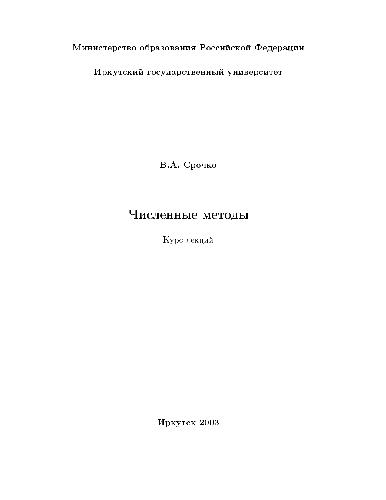 Министерство образования Российской Федерации
Иркутский государственный университет
В.А. Срочко
Численные методы
Курс лекций
Иркутск 2003